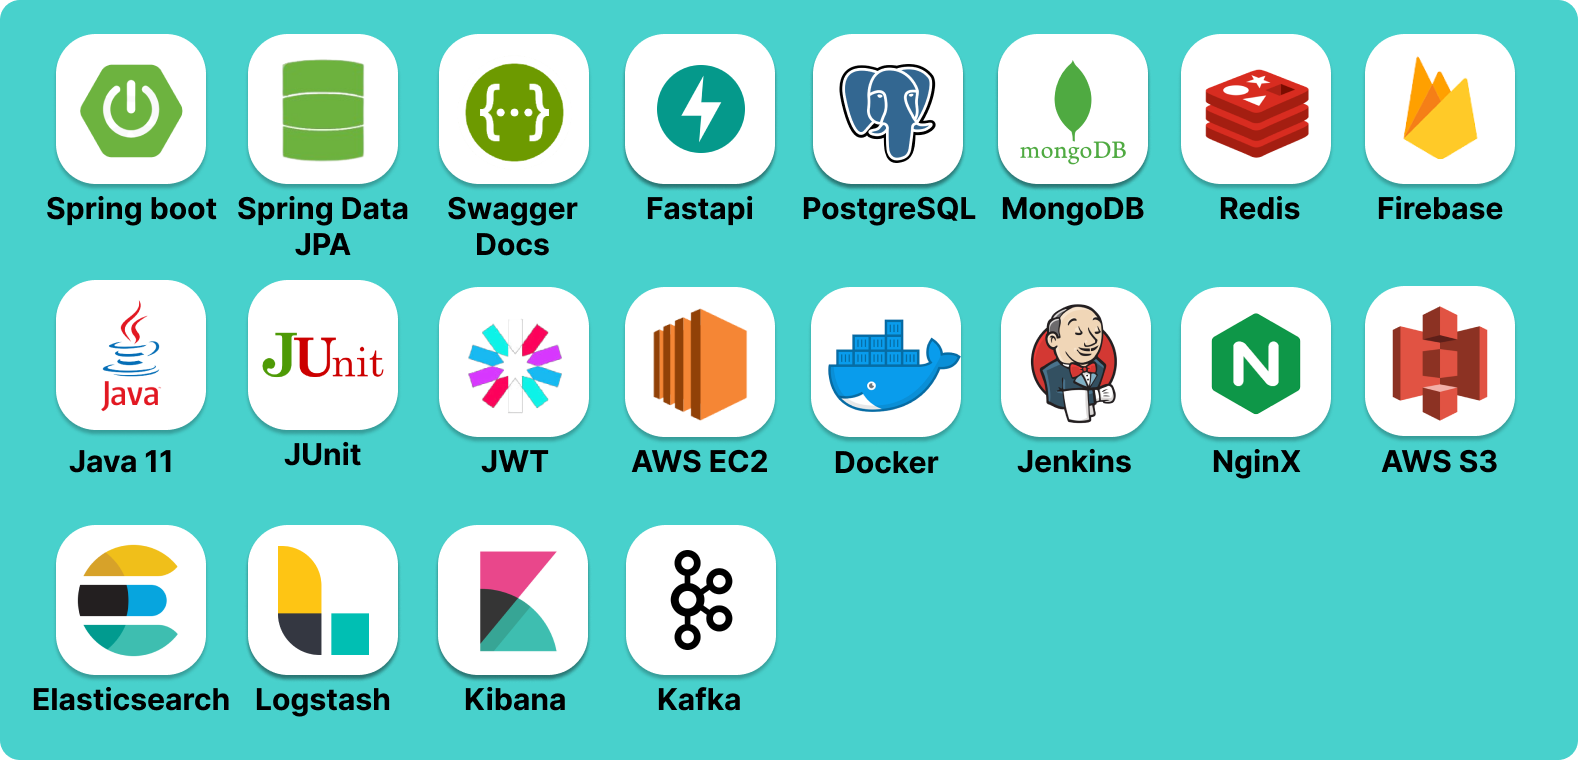 mongoDB
Spring boot Spring Data Swagger Fastapi PostgreSQL MongoDB Redis Firebase
JPA Docs
Java JUnit N
Java 11 JUnit JWT AWS EC2 Docker Jenkins NginX AWS S3
Elasticsearch Logstash Kibana Kafka